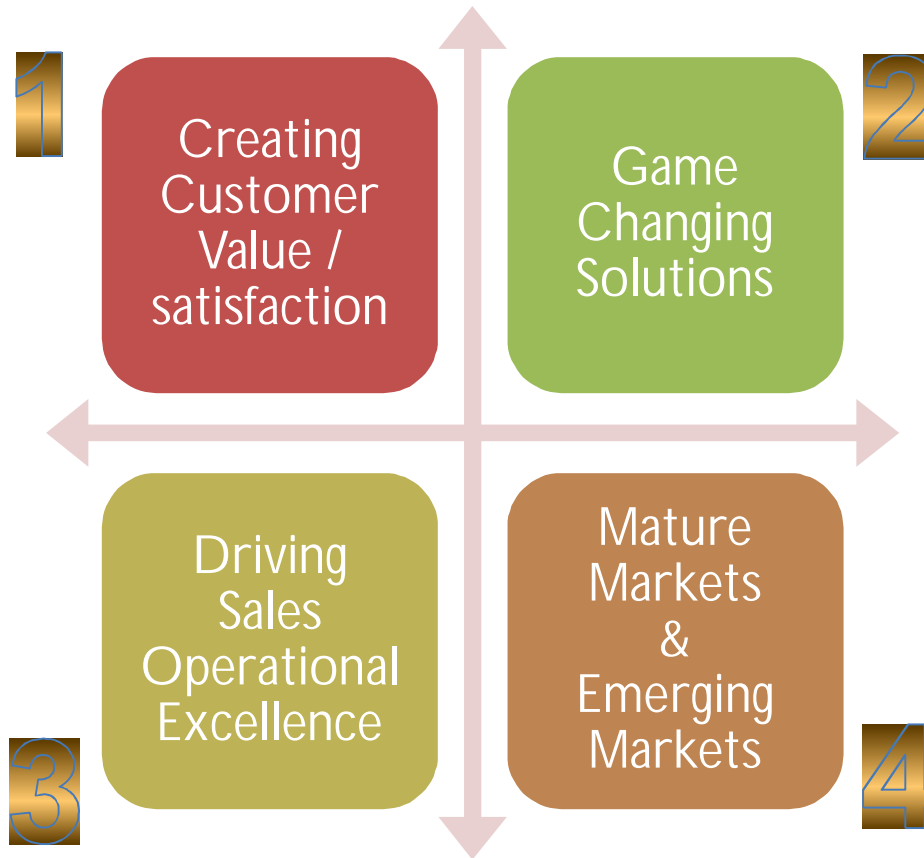 1
Creating
Customer
Value /
satisfaction
2
Game
Changing
Solutions
3
Driving
Sales
Operational
Excellence
Mature
Markets
&
Emerging
Markets
4